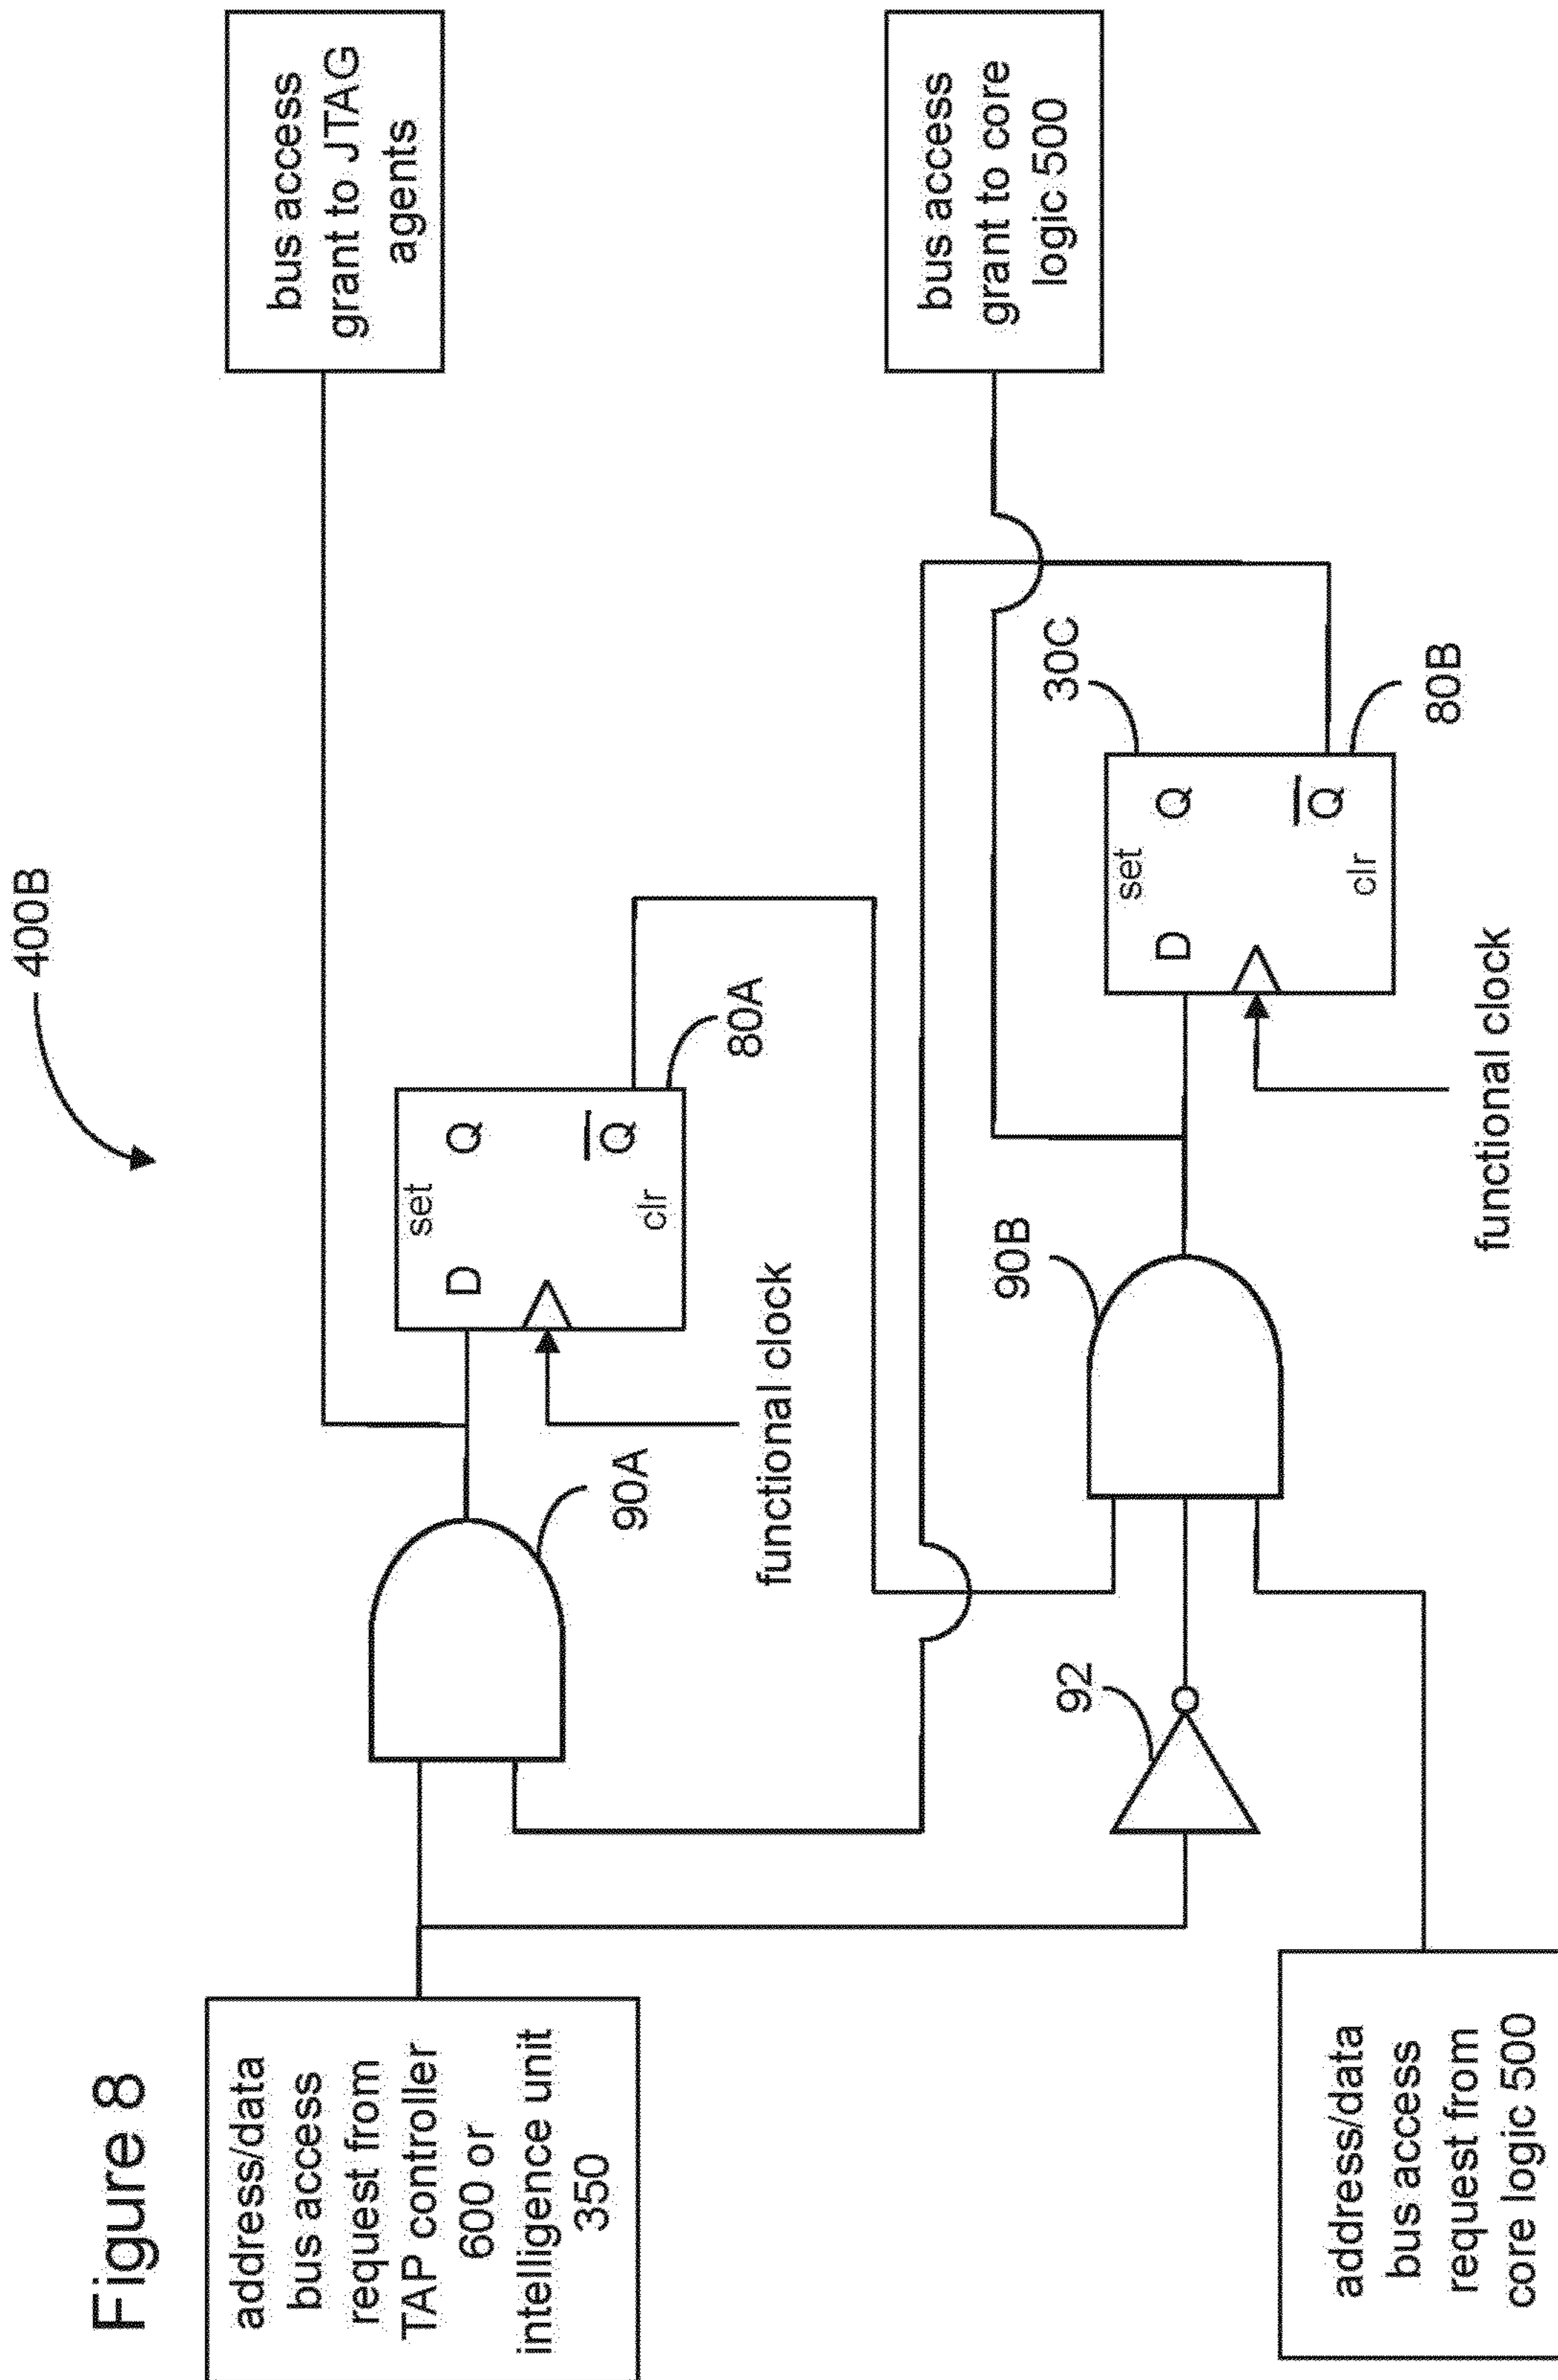 Figure 8
400B
address/data
bus access
request from
TAP controller
600 or
intelligence unit
350
90A
set
D
Q
Q
clr
80A
functional clock
bus access
grant to JTAG
agents
92
90B
set
D
Q
Q
clr
30C
80B
functional clock
bus access
grant to core
logic 500
address/data
bus access
request from
core logic 500